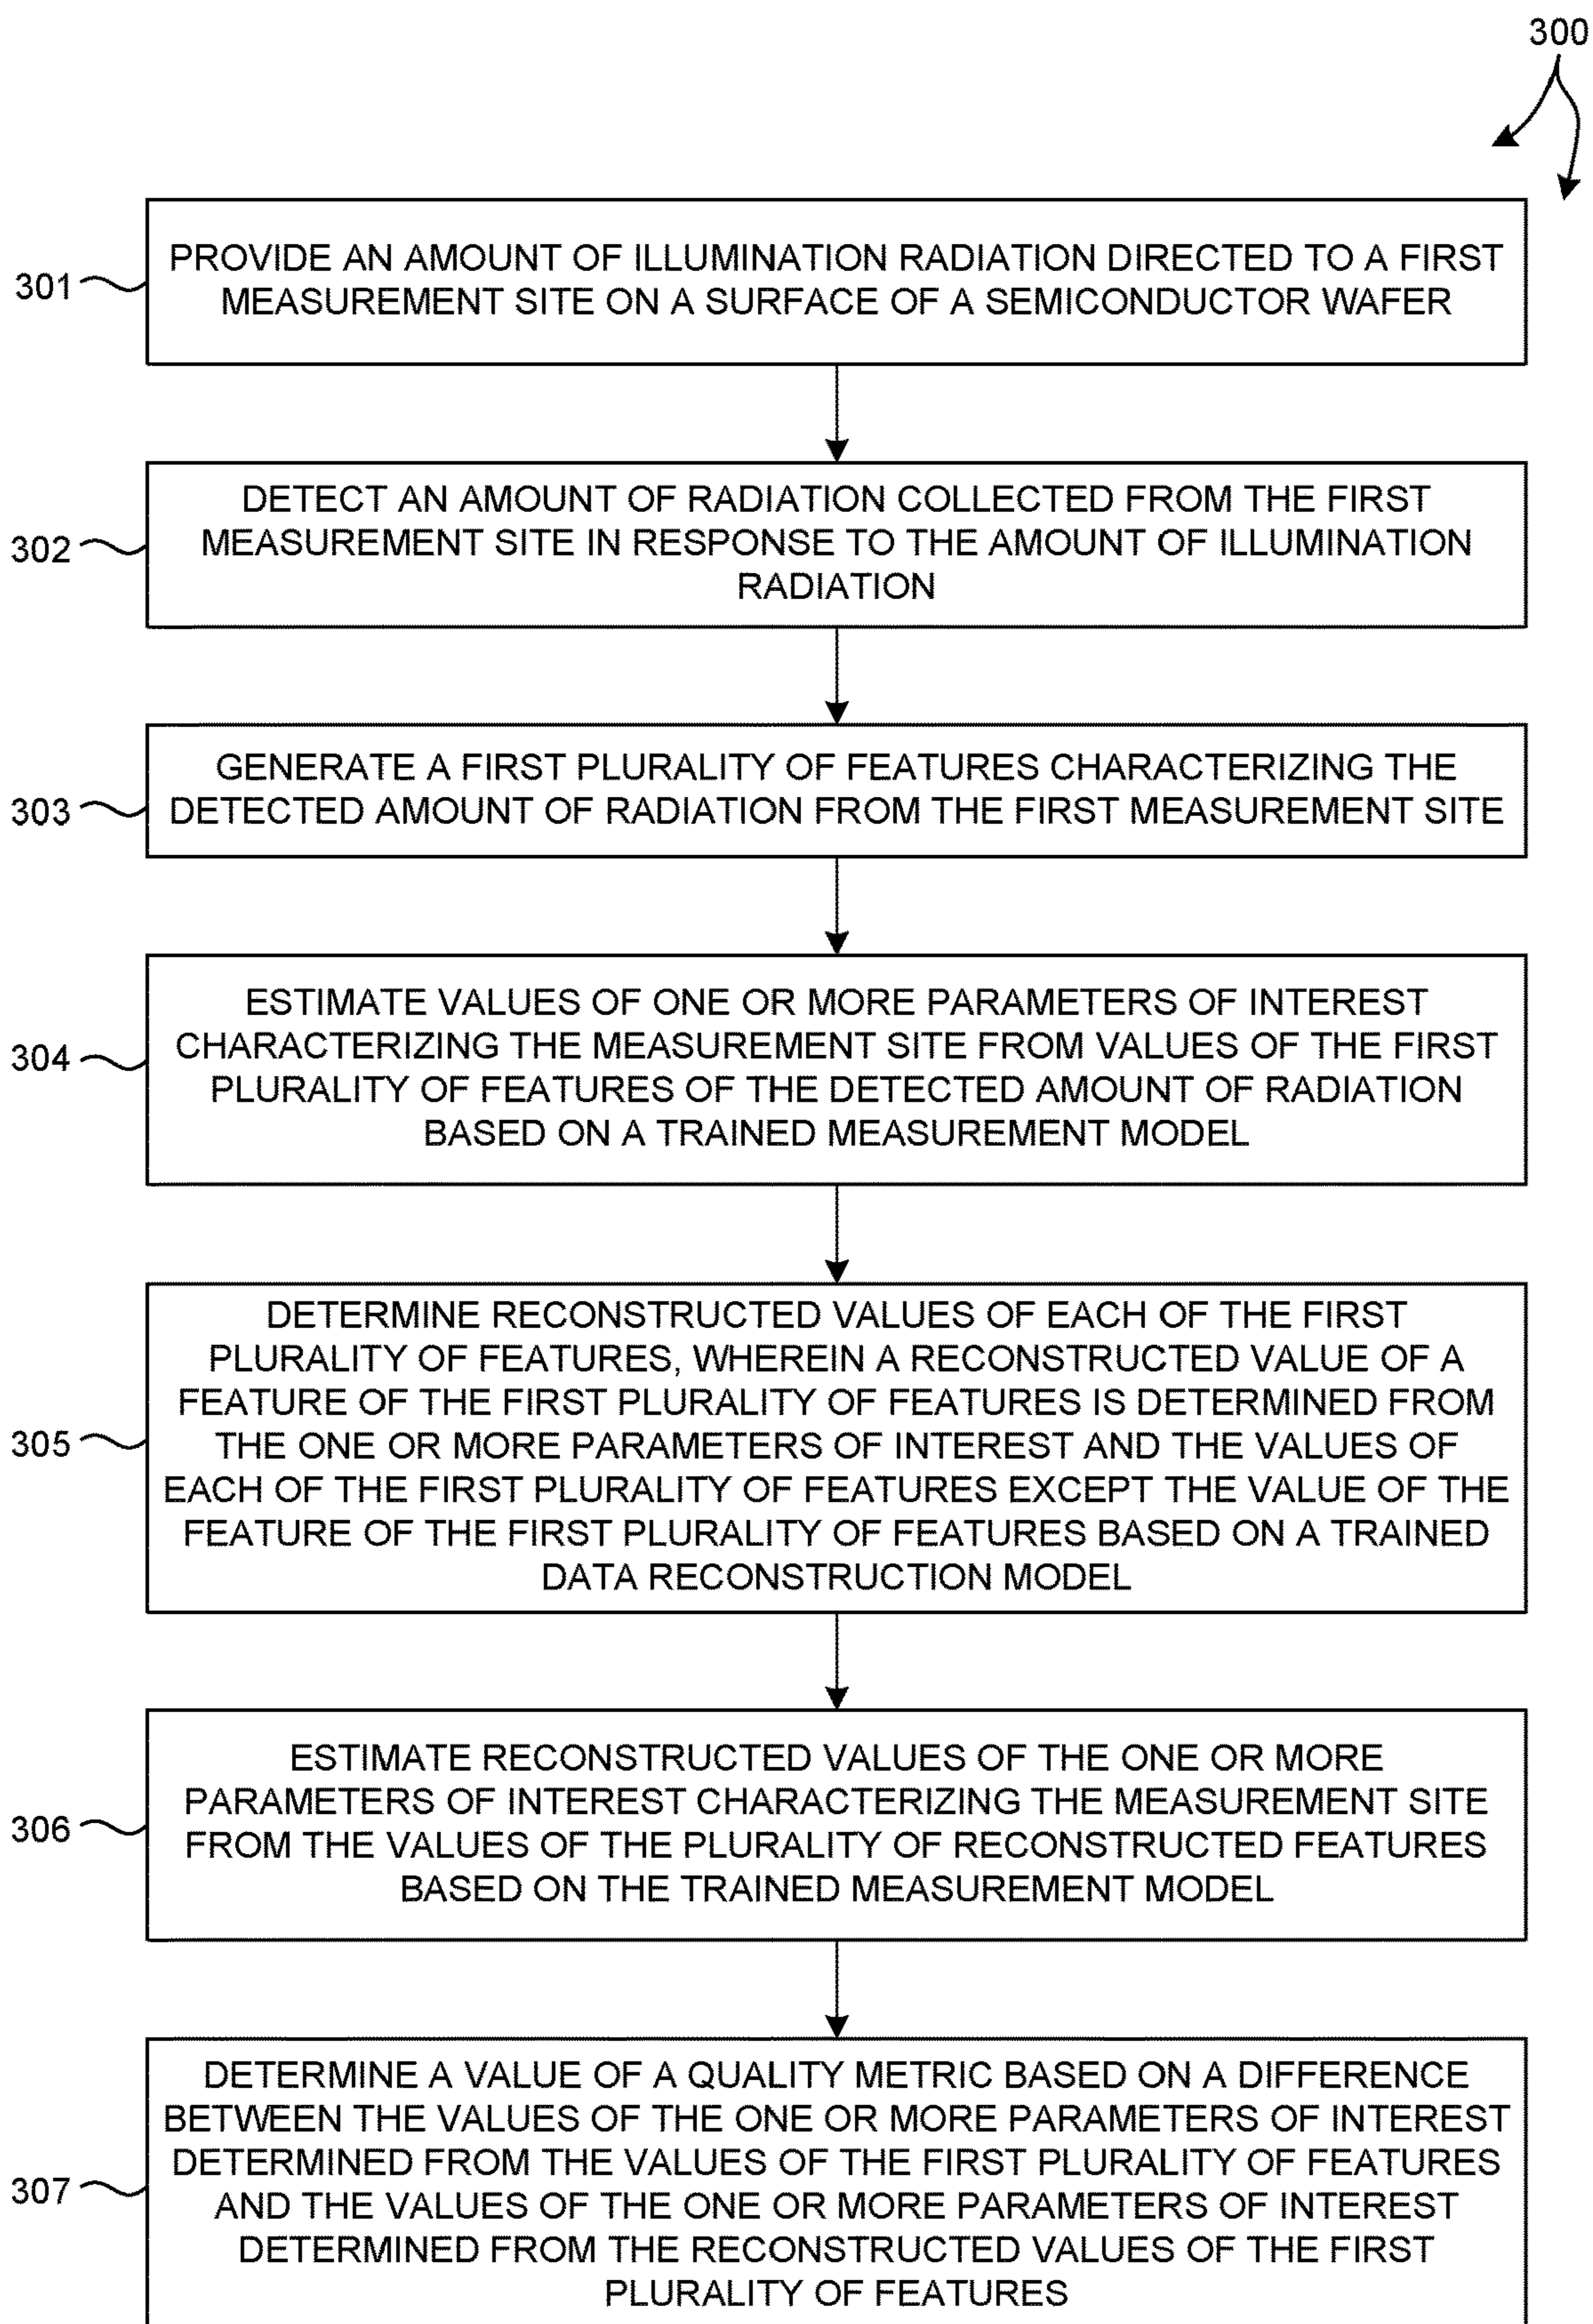 300
301
PROVIDE AN AMOUNT OF ILLUMINATION RADIATION DIRECTED TO A FIRST
MEASUREMENT SITE ON A SURFACE OF A SEMICONDUCTOR WAFER
302
DETECT AN AMOUNT OF RADIATION COLLECTED FROM THE FIRST
MEASUREMENT SITE IN RESPONSE TO THE AMOUNT OF ILLUMINATION
RADIATION
303
GENERATE A FIRST PLURALITY OF FEATURES CHARACTERIZING THE
DETECTED AMOUNT OF RADIATION FROM THE FIRST MEASUREMENT SITE
304
ESTIMATE VALUES OF ONE OR MORE PARAMETERS OF INTEREST
CHARACTERIZING THE MEASUREMENT SITE FROM VALUES OF THE FIRST
PLURALITY OF FEATURES OF THE DETECTED AMOUNT OF RADIATION
BASED ON A TRAINED MEASUREMENT MODEL
305
DETERMINE RECONSTRUCTED VALUES OF EACH OF THE FIRST
PLURALITY OF FEATURES, WHEREIN A RECONSTRUCTED VALUE OF A
FEATURE OF THE FIRST PLURALITY OF FEATURES IS DETERMINED FROM
THE ONE OR MORE PARAMETERS OF INTEREST AND THE VALUES OF
EACH OF THE FIRST PLURALITY OF FEATURES EXCEPT THE VALUE OF THE
FEATURE OF THE FIRST PLURALITY OF FEATURES BASED ON A TRAINED
DATA RECONSTRUCTION MODEL
306
ESTIMATE RECONSTRUCTED VALUES OF THE ONE OR MORE
PARAMETERS OF INTEREST CHARACTERIZING THE MEASUREMENT SITE
FROM THE VALUES OF THE PLURALITY OF RECONSTRUCTED FEATURES
BASED ON THE TRAINED MEASUREMENT MODEL
307
DETERMINE A VALUE OF A QUALITY METRIC BASED ON A DIFFERENCE
BETWEEN THE VALUES OF THE ONE OR MORE PARAMETERS OF INTEREST
DETERMINED FROM THE VALUES OF THE FIRST PLURALITY OF FEATURES
AND THE VALUES OF THE ONE OR MORE PARAMETERS OF INTEREST
DETERMINED FROM THE RECONSTRUCTED VALUES OF THE FIRST
PLURALITY OF FEATURES